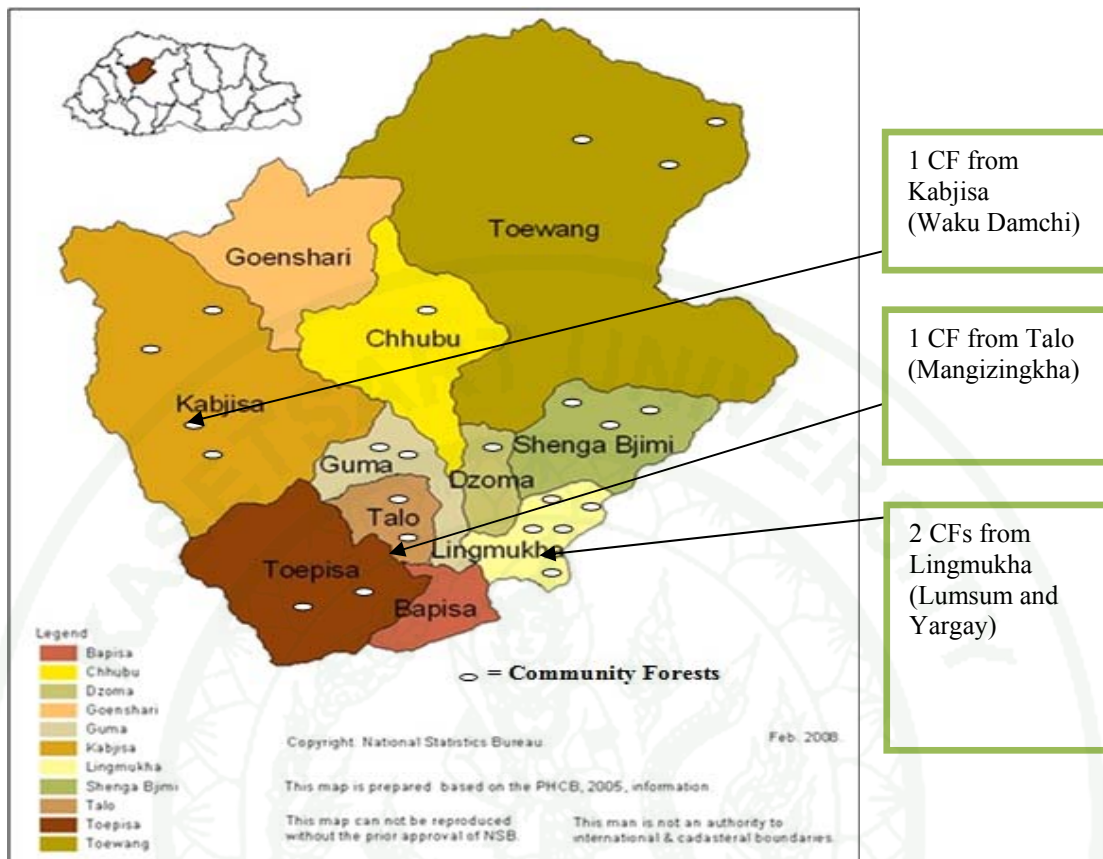 Toewang
Goenshari
Chhubu
Kabjisa
Shenga Bjimi
Guma
Dzoma
Talo
Lingmukha
Toepisa
Bapisa
= Community Forests
Legend
Bapisa
Chhubu
Dzoma
Goenshari
Guma
Kabjisa
Lingmukha
Shenga Bjimi
Talo
Toepisa
Toewang
Copyright. National Statistics Bureau.
Feb. 2008.
This map is prepared based on the PHCB, 2005, information.
This map can not be reproduced
without the prior approval of NSB.
This man is not an authority to
international & cadasteral boundaries.
1 CF from
Kabjisa
(Waku Damchi)
1 CF from Talo
(Mangizingkha)
2 CFs from
Lingmukha
(Lumsum and
Yargay)
KASETSART UNIVERSITY